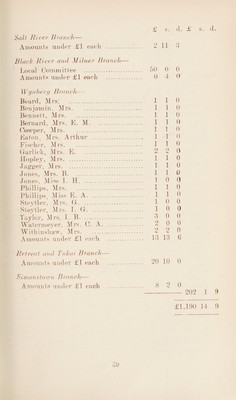 £ s. d. £ s. d.
Salt River Branch—
Amounts under £1 each 2 11 3
Black River and Milner Branch—
Local Committee 50 0 0
Amounts under £1 each 0 4 0
Wynberg Branch—
Beard, Mrs. 1 1 0
Benjamin, Mrs. 1 1 0
Bennett, Mrs. 1 1 0
Bernard, Mrs. E. M. 1 1 0
Cowper, Mrs. 1 1 0
Eaton, Mrs. Arthur 1 1 0
Fischer, Mrs. 1 1 0
Garlick, Mrs. E. 2 2 0
Hopley, Mrs. 1 1 0
Jagger, Mrs. 1 1 0
Jones, Mrs. B. 1 1 0
Jones, Miss I. H. 1 0 0
Phillips, Mrs. 1 1 0
Phillips, Miss E. A. 1 1 0
Steytler, Mrs. G. 1 0 0
Steytler, Mrs. I. G. 1 0 0
Taylor, Mrs. I. B. 3 0 0
Watermeyer, Mrs. C. A. 2 0 0
Withinshaw, Mrs. 2 2 0
Amounts under £1 each 13 13 6
Retreat and Tokai Branch—
Amounts under £1 each 20 10 0
Simonstown Branch—
Amounts under £1 each 8 2 0
202 1 9
£1,190 14 9